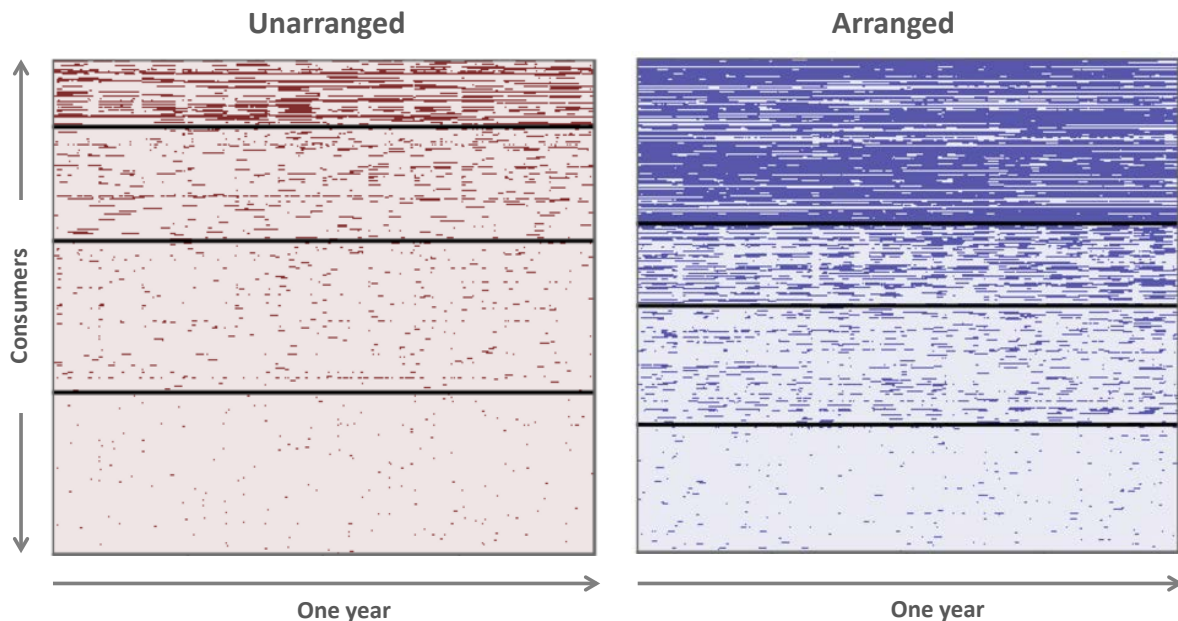 Unarranged
Arranged
Consumers
One year
One year